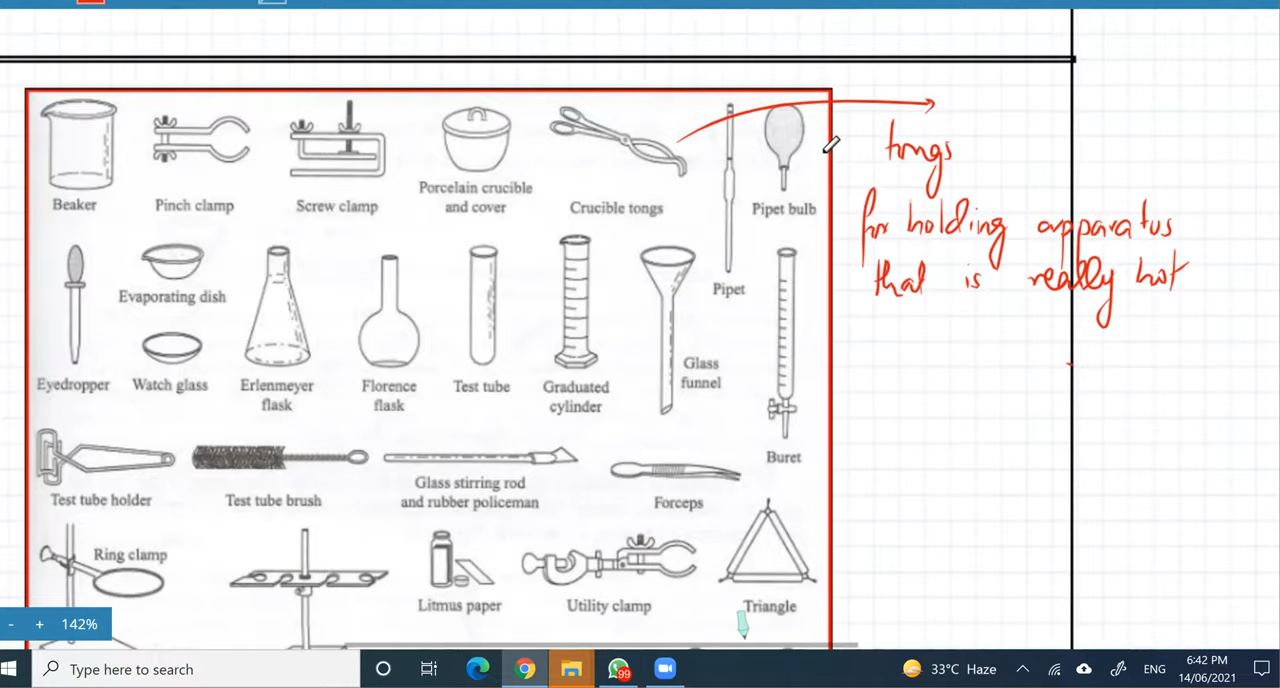 Beaker
Pinch clamp
Screw clamp
Porcelain crucible
and cover
Crucible tongs
Pipet bulb
tongs
for holding apparatus
that is really hot
Pipet
Eyedropper
Evaporating dish
Watch glass
Erlenmeyer
flask
Florence
flask
Test tube
Graduated
cylinder
Glass
funnel
Buret
Test tube holder
Test tube brush
Glass stirring rod
and rubber policeman
Forceps
Ring clamp
Litmus paper
Utility clamp
Triangle
- + 142%
Type here to search
99
33°C Haze
ENG
6:42 PM
14/06/2021